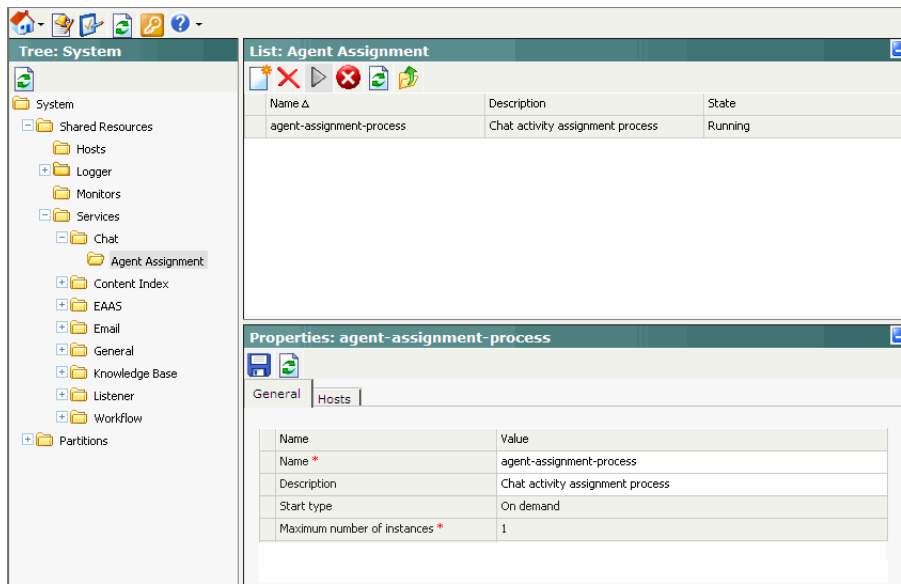 Tree: System
System
Shared Resources
Hosts
Logger
Monitors
Services
Chat
Agent Assignment
Content Index
EAAS
Email
General
Knowledge Base
Listener
Workflow
Partitions
List: Agent Assignment
Name Description State
agent-assignment-process Chat activity assignment process Running
Properties: agent-assignment-process
General Hosts
Name Value
Name * agent-assignment-process
Description Chat activity assignment process
Start type On demand
Maximum number of instances * 1